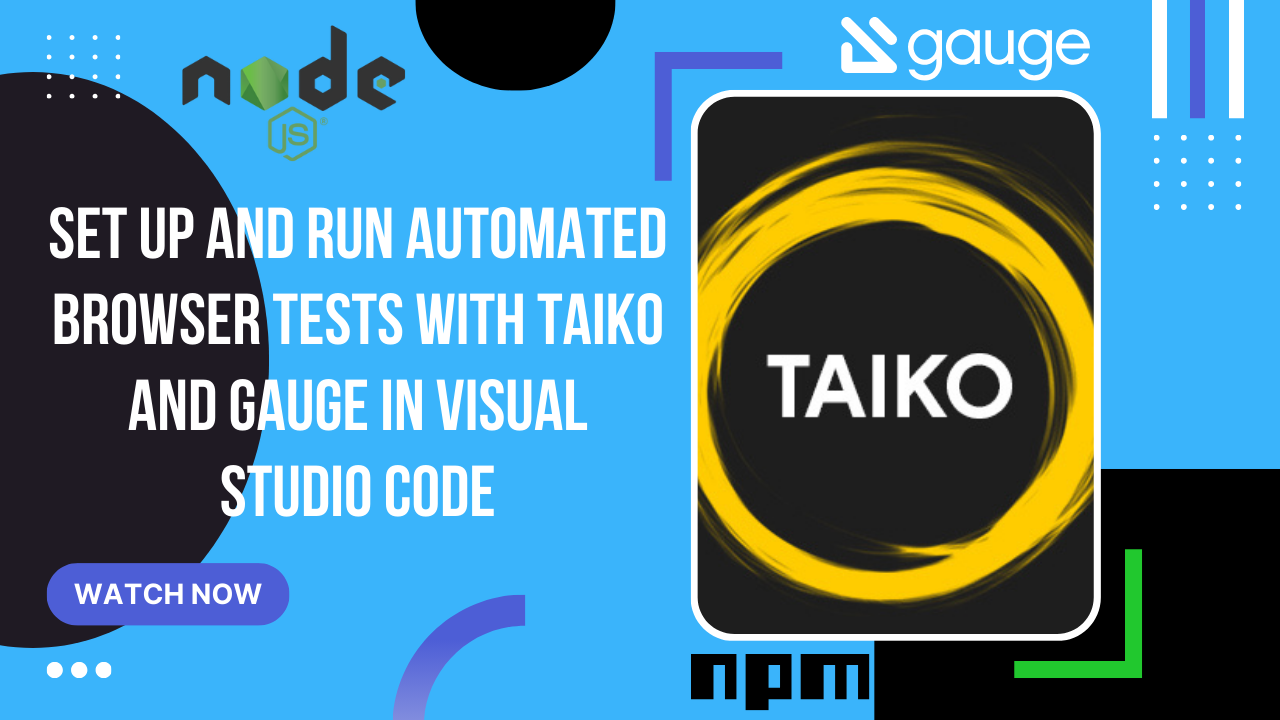 node
JS
gauge
SET UP AND RUN AUTOMATED
BROWSER TESTS WITH TAIKO
AND GAUGE IN VISUAL
STUDIO CODE
TAIKO
WATCH NOW
npm